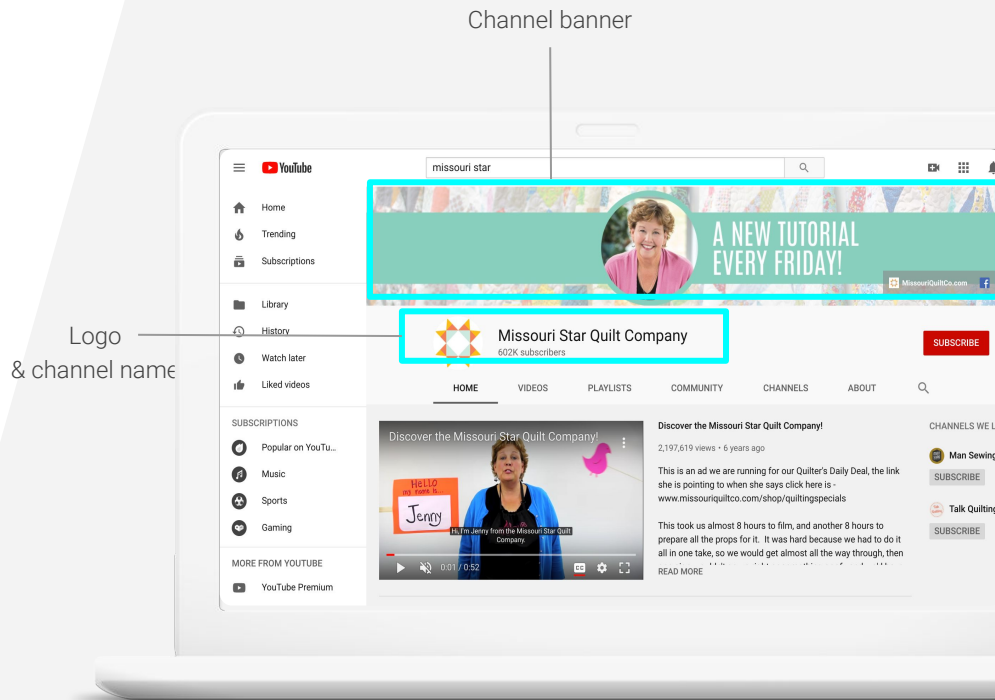 Channel banner
YouTube
missouri star
Home
Trending
Subscriptions
A NEW TUTORIAL
EVERY FRIDAY!
MissouriQuiltCo.com
Library
History
Watch later
Liked videos
Logo
& channel name
Missouri Star Quilt Company
602K subscribers
SUBSCRIBE
HOME VIDEOS PLAYLISTS COMMUNITY CHANNELS ABOUT
SUBSCRIPTIONS
Popular on YouTu...
Music
Sports
Gaming
MORE FROM YOUTUBE
YouTube Premium
Discover the Missouri Star Quilt Company!
HELLO
my name is...
Jenny
Hi, I'm Jenny from the Missouri Star Quilt
Company.
0:01 / 0:52
CC
Discover the Missouri Star Quilt Company!
2,197,619 views • 6 years ago
This is an ad we are running for our Quilter's Daily Deal, the link
she is pointing to when she says click here is -
www.missouriquiltco.com/shop/quiltingspecials
This took us almost 8 hours to film, and another 8 hours to
prepare all the props for it. It was hard because we had to do it
all in one take, so we would get almost all the way through, then
READ MORE
CHANNELS WE L
Man Sewing
SUBSCRIBE
Talk Quilting
SUBSCRIBE